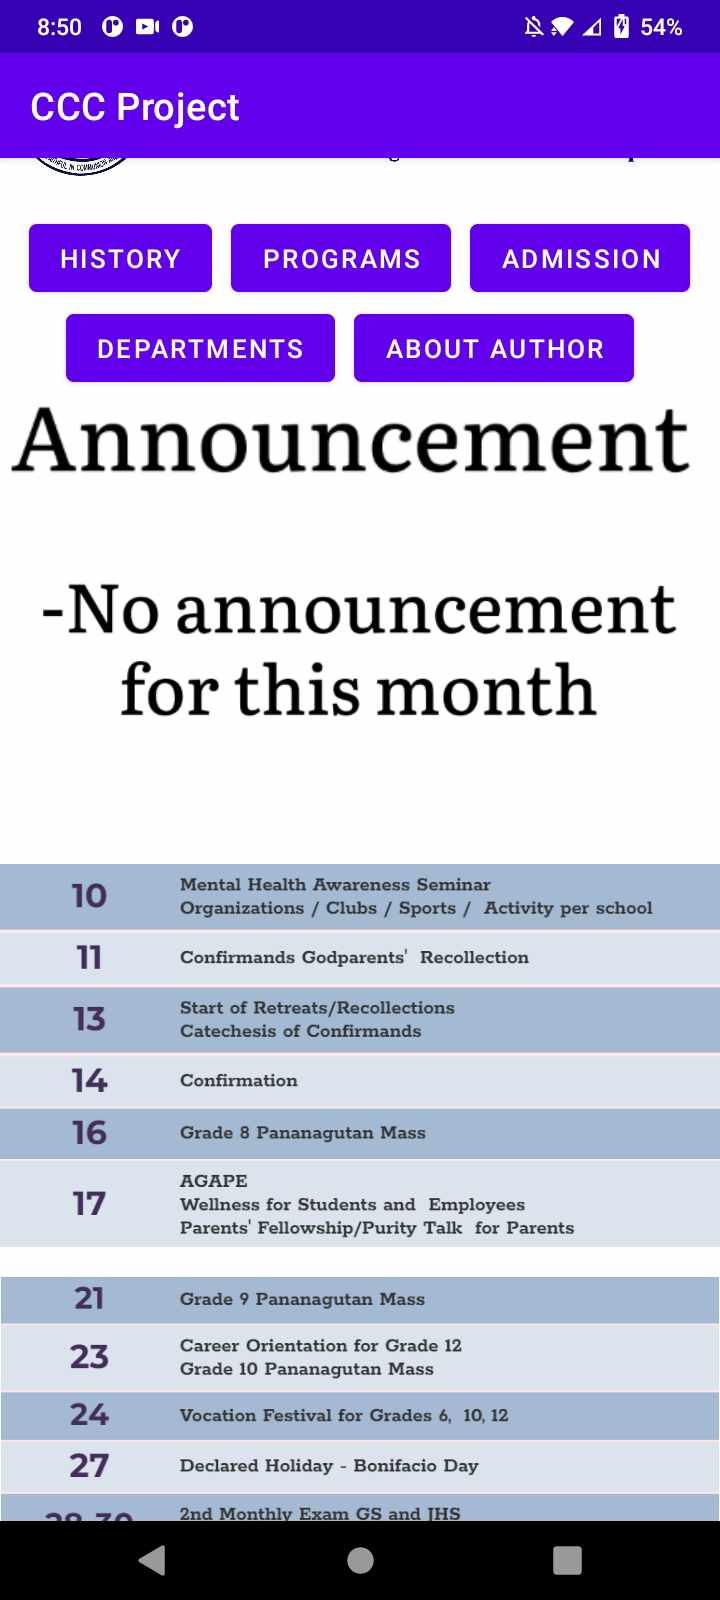 8:50
54%
CCC Project
HISTORY
PROGRAMS
ADMISSION
DEPARTMENTS
ABOUT AUTHOR
Announcement
-No announcement
for this month
10
Mental Health Awareness Seminar
Organizations / Clubs / Sports / Activity per school
11
Confirmands Godparents' Recollection
13
Start of Retreats/Recollections
Catechesis of Confirmands
14
Confirmation
16
Grade 8 Pananagutan Mass
17
AGAPE
Wellness for Students and Employees
Parents' Fellowship/Purity Talk for Parents
21
Grade 9 Pananagutan Mass
23
Career Orientation for Grade 12
Grade 10 Pananagutan Mass
24
Vocation Festival for Grades 6, 10, 12
27
Declared Holiday - Bonifacio Day
28-30
2nd Monthly Exam GS and JHS